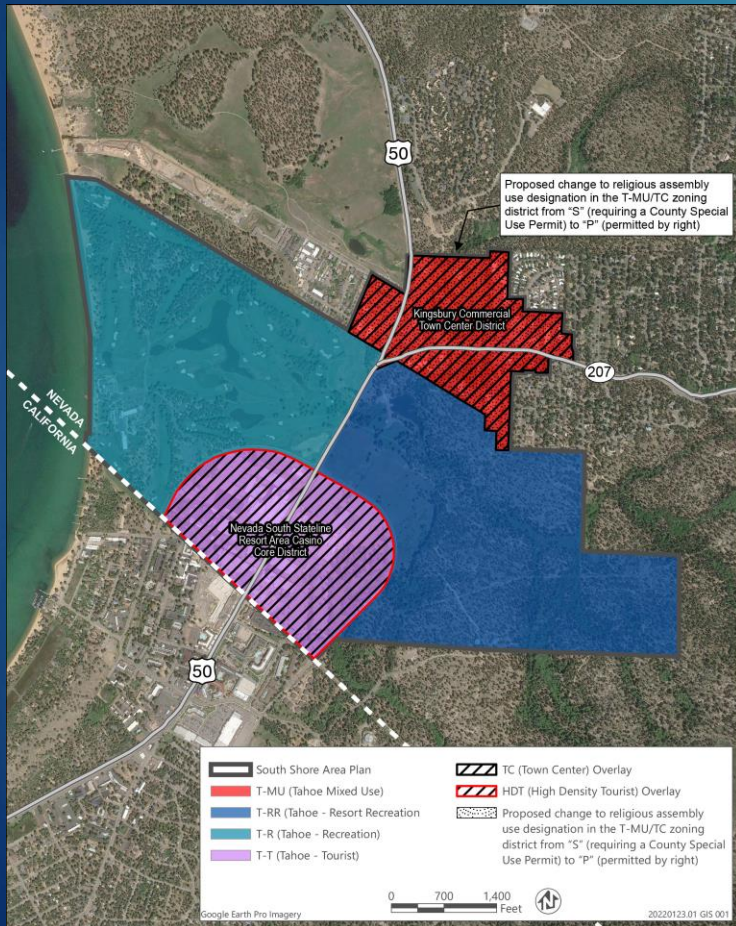 50
Proposed change to religious assembly
use designation in the T-MU/TC zoning
district from “S” (requiring a County Special
Use Permit) to “P” (permitted by right)
Kingsbury Commercial
Town Center District
207
NEVADA
CALIFORNIA
Nevada South Stateline
Resort Area Casino
Core District
50
South Shore Area Plan
T-MU (Tahoe Mixed Use)
T-RR (Tahoe - Resort Recreation
T-R (Tahoe - Recreation)
T-T (Tahoe - Tourist)
TC (Town Center) Overlay
HDT (High Density Tourist) Overlay
Proposed change to religious assembly
use designation in the T-MU/TC zoning
district from “S” (requiring a County Special
Use Permit) to “P” (permitted by right)
0 700 1,400
Feet
N
Google Earth Pro Imagery
20220123.01 GIS 001